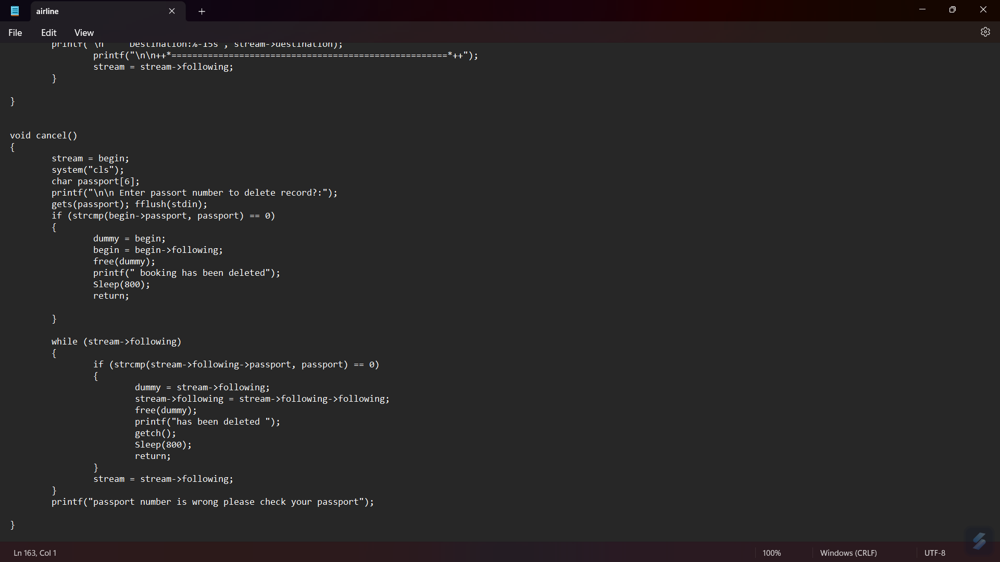 airline
File Edit View
printf( \n     Destination:%-15s , stream->destination);
printf("\n\n++*=====================================================*++");
stream = stream->following;
}
}
void cancel()
{
stream = begin;
system("cls");
char passport[6];
printf("\n\n Enter passort number to delete record?:");
gets(passport); fflush(stdin);
if (strcmp(begin->passport, passport) == 0)
{
dummy = begin;
begin = begin->following;
free(dummy);
printf(" booking has been deleted");
Sleep(800);
return;
}
while (stream->following)
{
if (strcmp(stream->following->passport, passport) == 0)
{
dummy = stream->following;
stream->following = stream->following->following;
free(dummy);
printf("has been deleted ");
getch();
Sleep(800);
return;
}
stream = stream->following;
}
printf("passport number is wrong please check your passport");
}
Ln 163, Col 1 100% Windows (CRLF) UTF-8